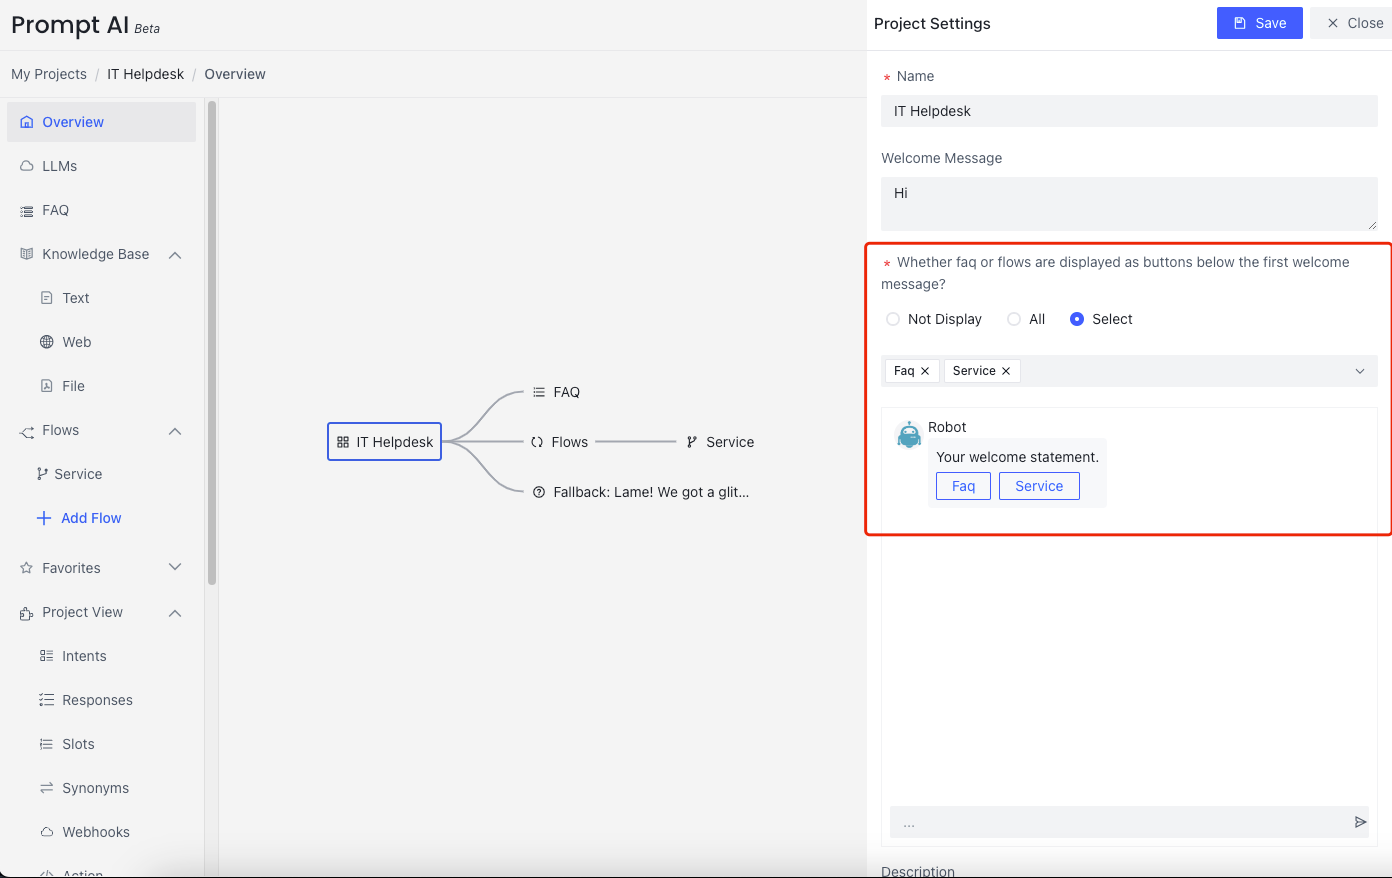 Prompt AI Beta
My Projects / IT Helpdesk / Overview
Overview
LLMs
FAQ
Knowledge Base
Text
Web
File
Flows
Service
Add Flow
Favorites
Project View
Intents
Responses
Slots
Synonyms
Webhooks
Action
IT Helpdesk
FAQ
Flows
Service
Fallback: Lame! We got a glit...
Project Settings
Save
Close
* Name
IT Helpdesk
Welcome Message
Hi
* Whether faq or flows are displayed as buttons below the first welcome
message?
Not Display All Select
Faq Service
Robot
Your welcome statement.
Faq Service
...
Description